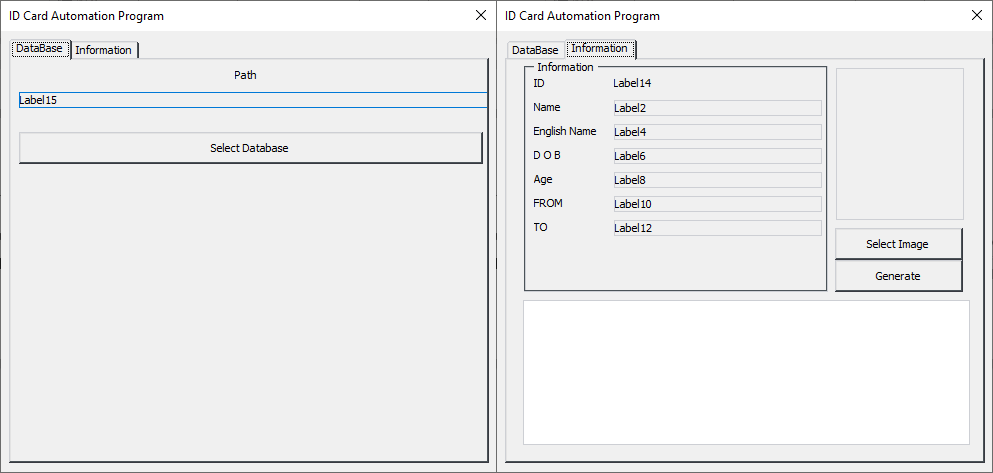 ID Card Automation Program
DataBase Information
Path
Label15
Select Database
ID Card Automation Program
DataBase Information
Information
ID Label14
Name Label2
English Name Label4
D O B Label6
Age Label8
FROM Label10
TO Label12
Select Image
Generate